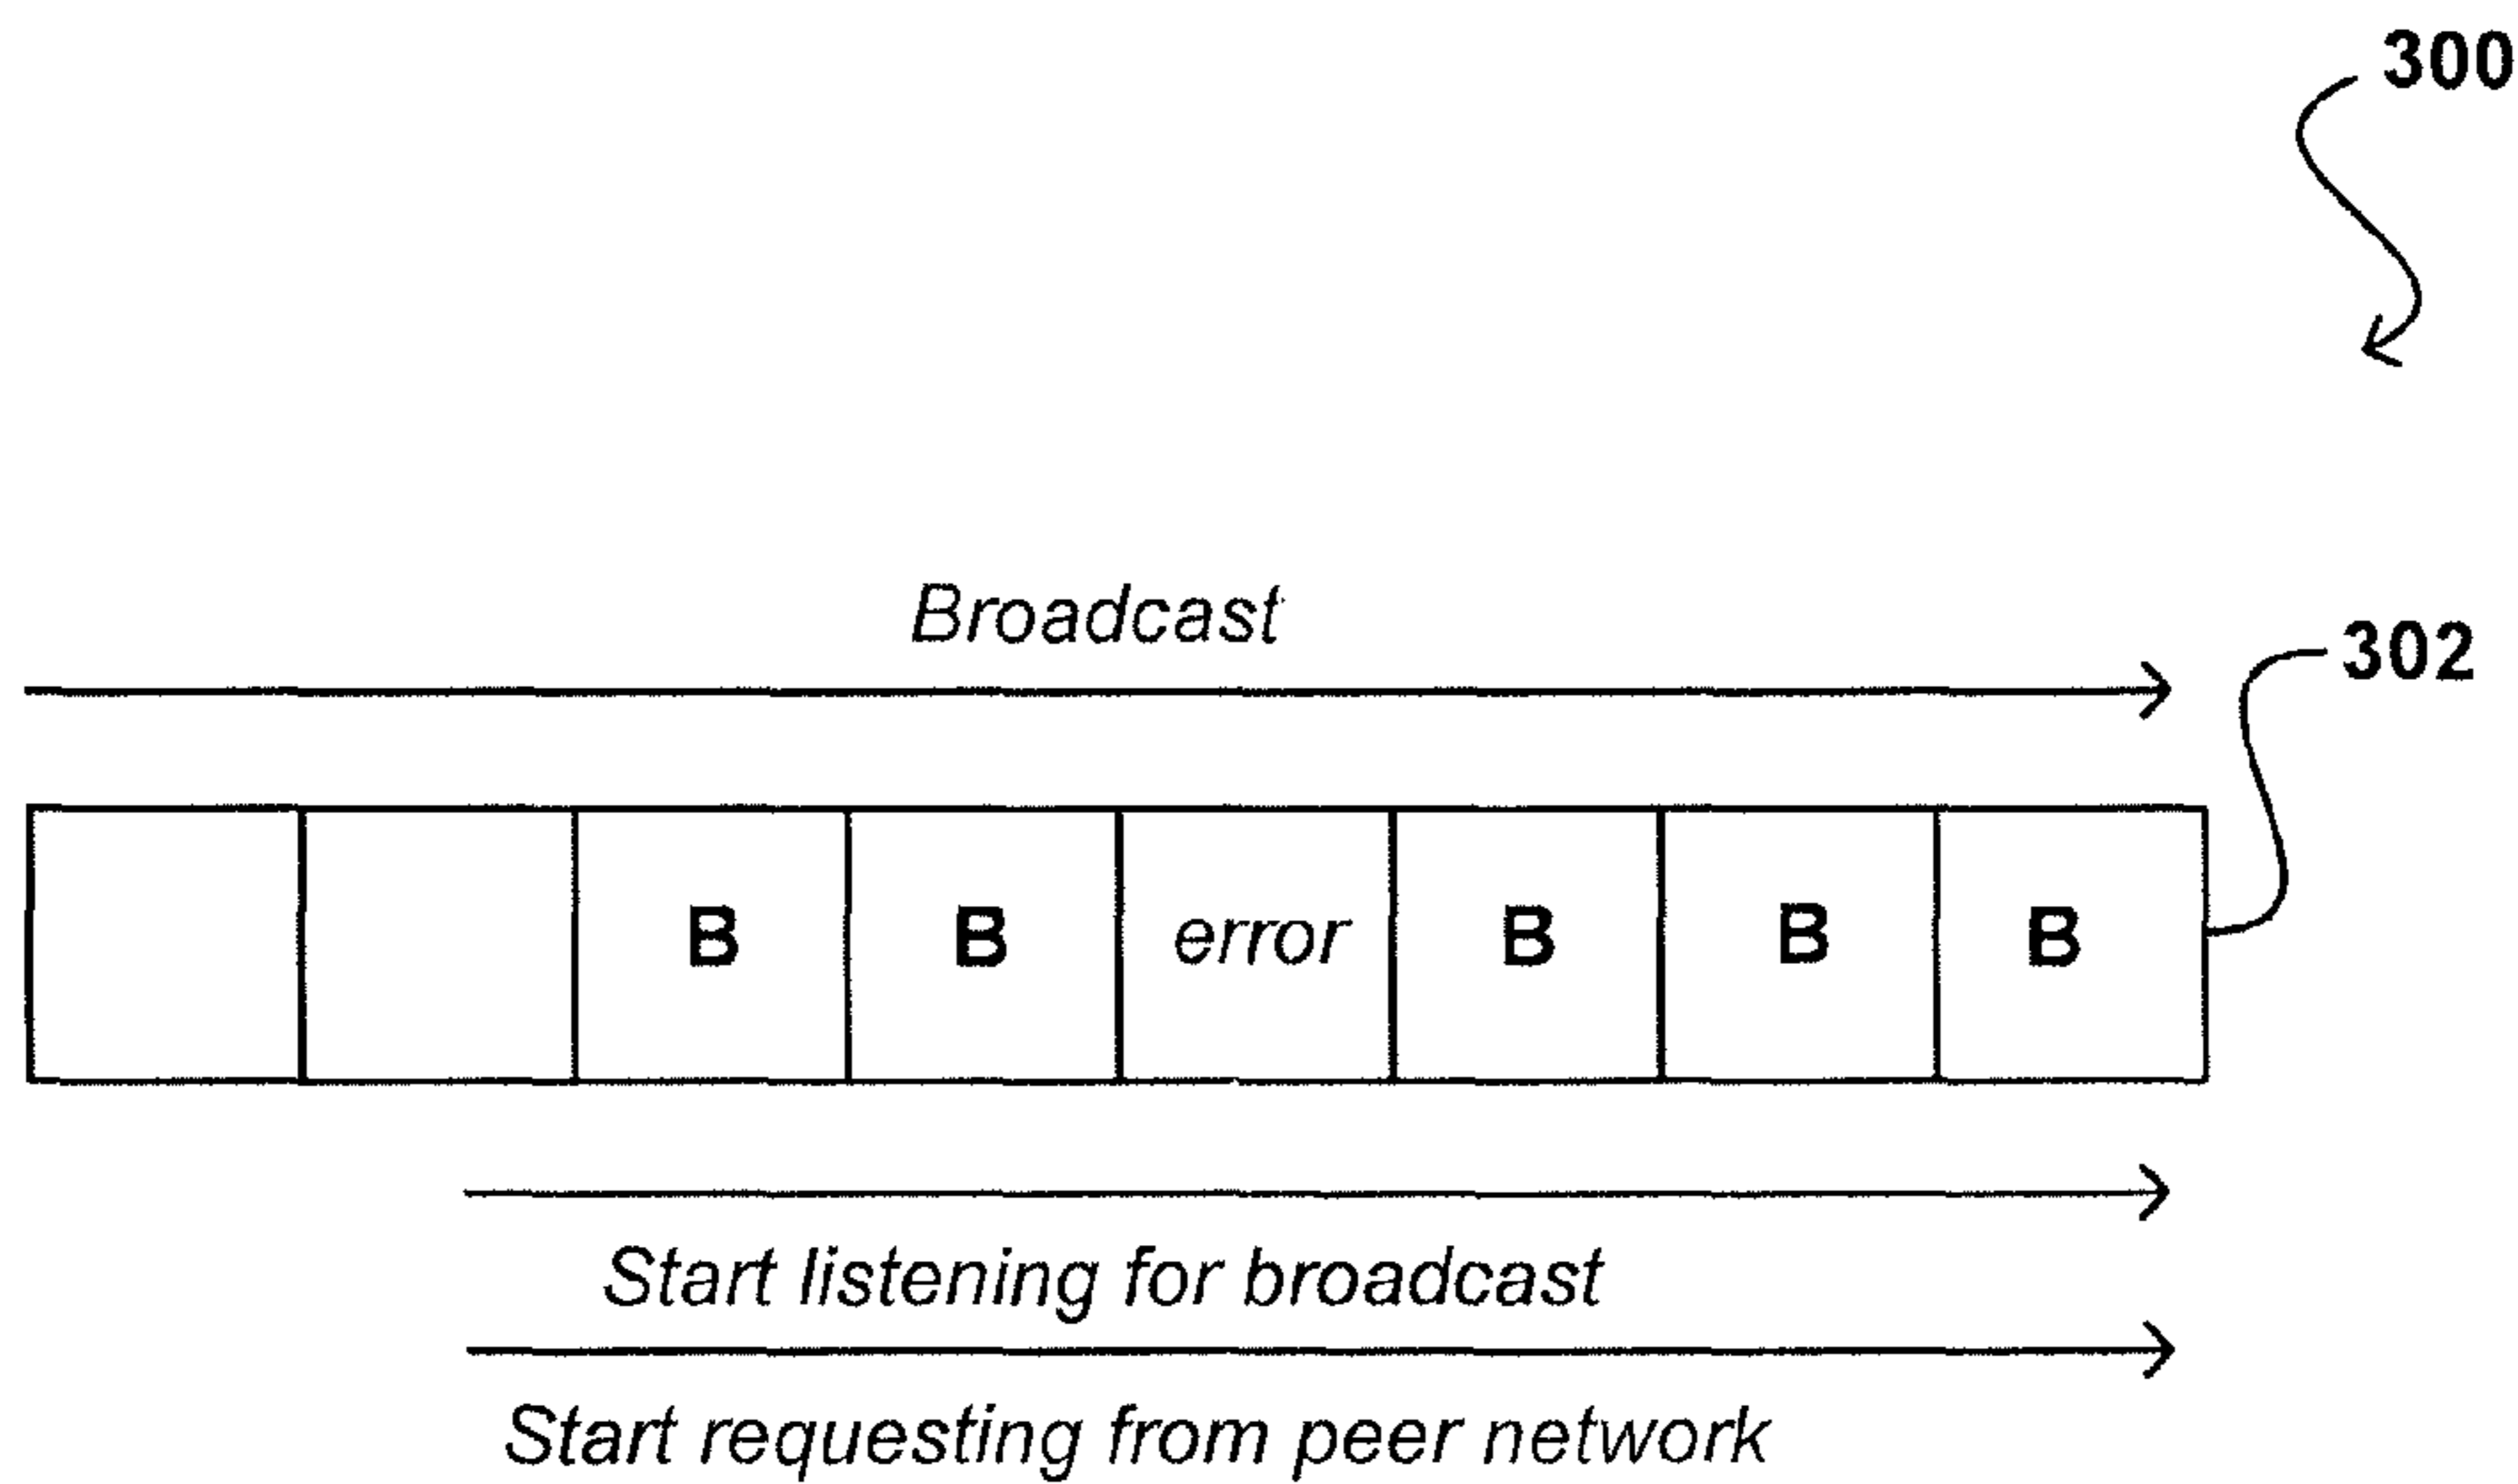 300
Broadcast
302
B B error B B B
Start listening for broadcast
Start requesting from peer network